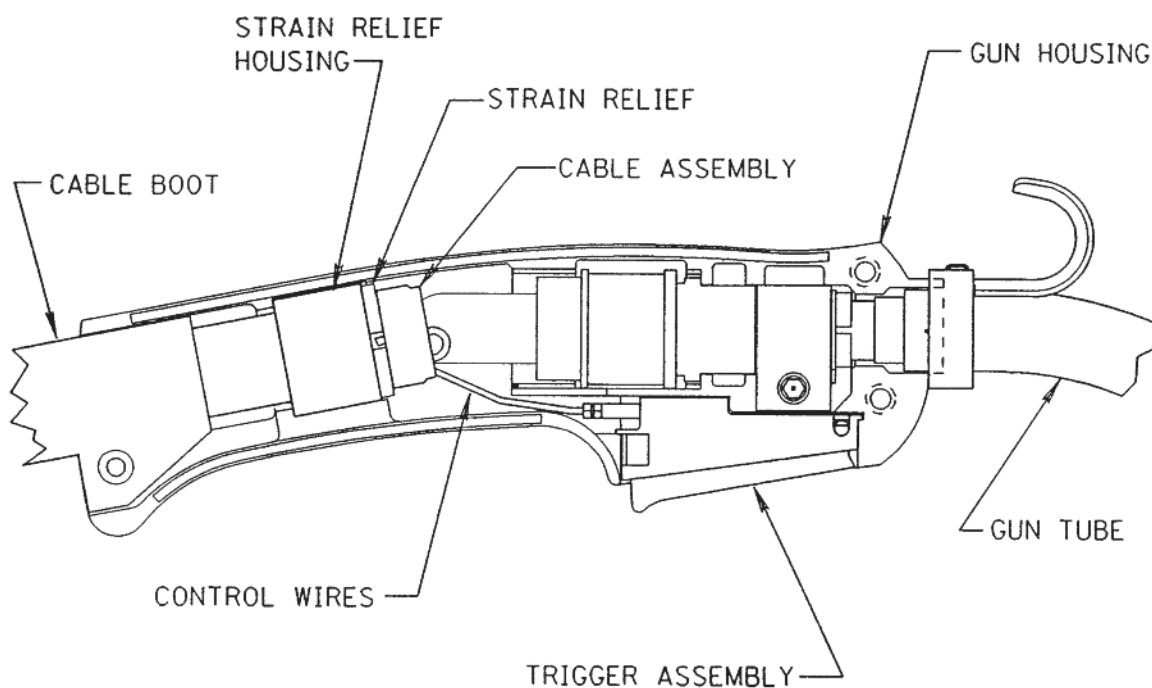 STRAIN RELIEF
HOUSING
GUN HOUSING
STRAIN RELIEF
CABLE ASSEMBLY
CABLE BOOT
GUN TUBE
CONTROL WIRES
TRIGGER ASSEMBLY